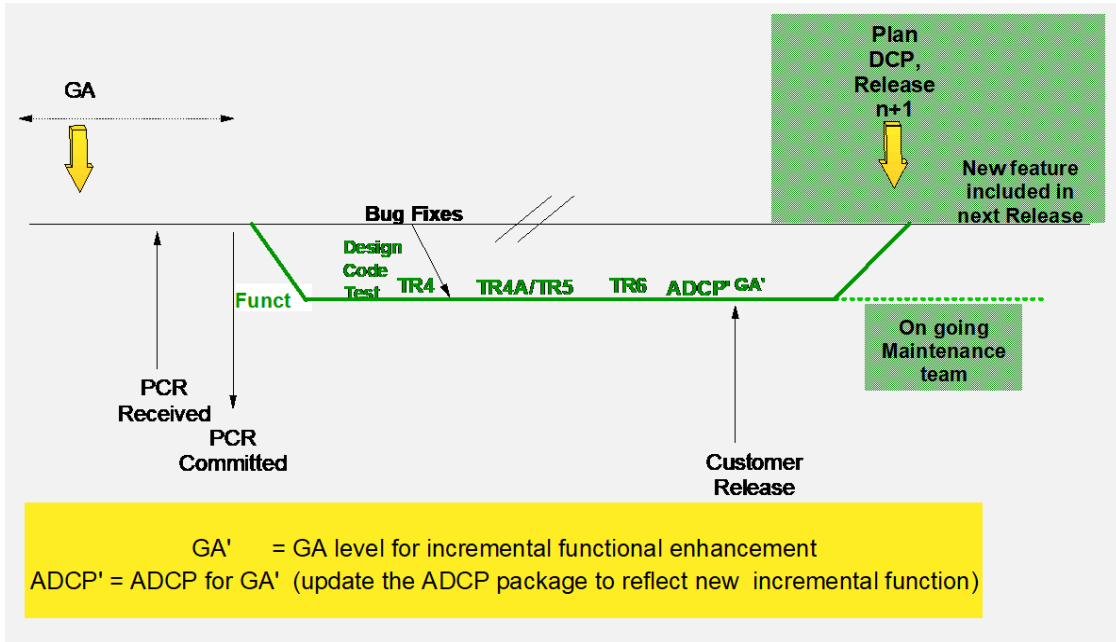 GA
Plan
DCP,
Release
n+1
New feature
included in
next Release
Bug Fixes
Design
Code
Test
TR4
TR4A/TR5
TR6
ADCP'
GA'
Funct
On going
Maintenance
team
PCR
Received
PCR
Committed
Customer
Release
GA' = GA level for incremental functional enhancement
ADCP' = ADCP for GA' (update the ADCP package to reflect new incremental function)